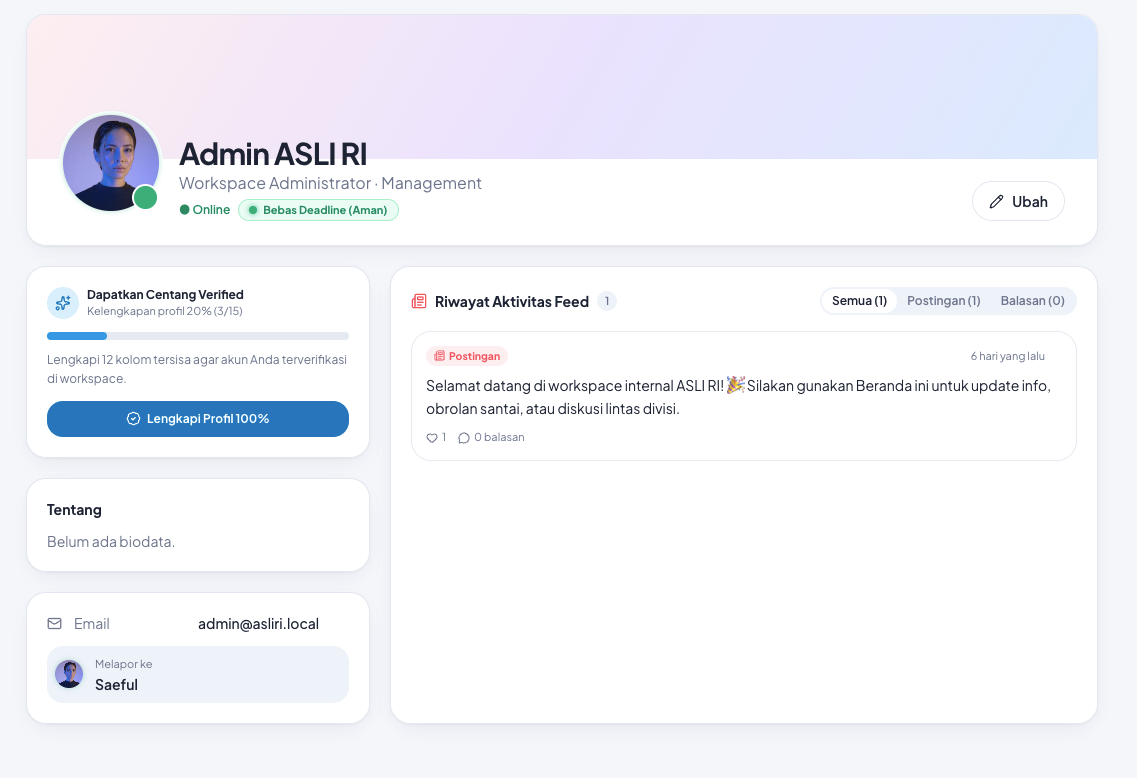 Admin ASLI RI
Workspace Administrator · Management
Online
Bebas Deadline (Aman)
Ubah
Dapatkan Centang Verified
Kelengkapan profil 20% (3/15)
Lengkapi 12 kolom tersisa agar akun Anda terverifikasi
di workspace.
Lengkapi Profil 100%
Tentang
Belum ada biodata.
Email admin@asliri.local
Melapor ke
Saeful
Riwayat Aktivitas Feed 1
Semua (1) Postingan (1) Balasan (0)
Postingan
6 hari yang lalu
Selamat datang di workspace internal ASLI RI! 🎉 Silakan gunakan Beranda ini untuk update info,
obrolan santai, atau diskusi lintas divisi.
1 0 balasan